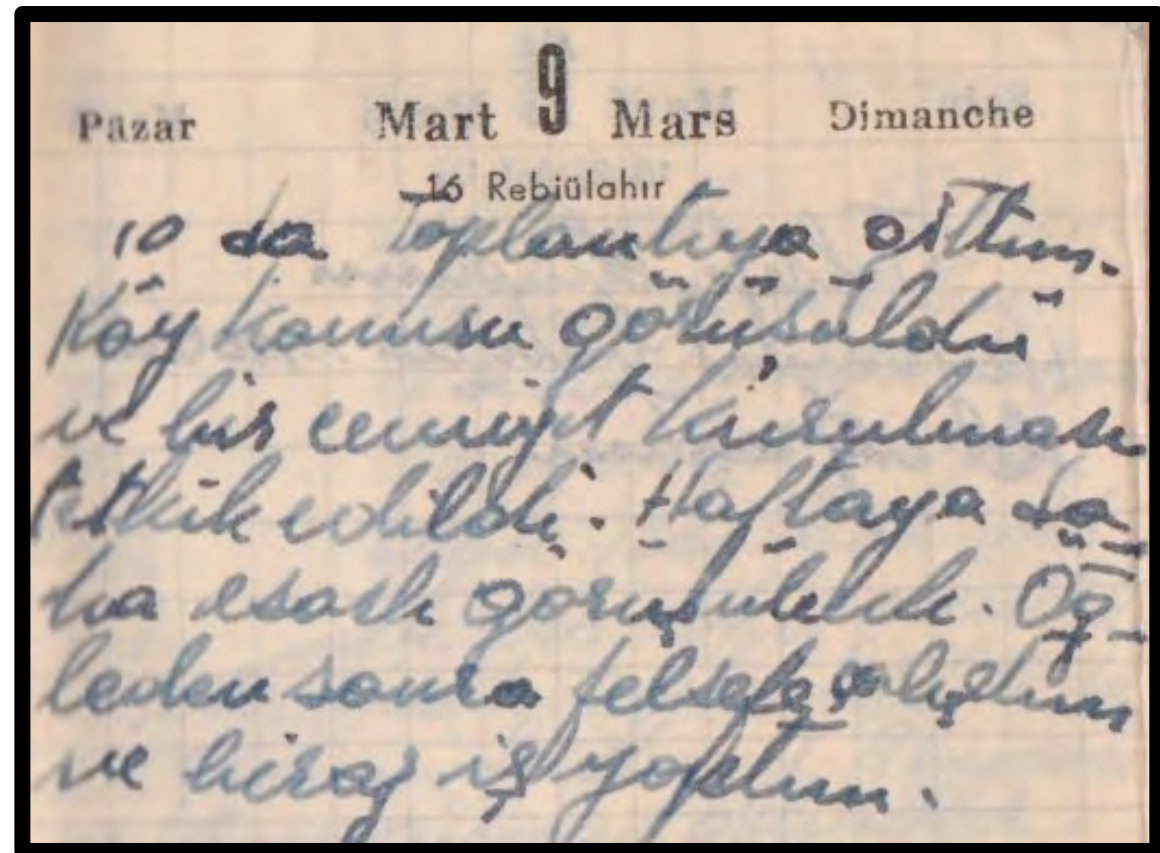 Pazar Mart 9 Mars Dimanche
16 Rebiülahır
10 da Toplantıya gittim.
Köy konusu görüşüldü
ve bir cemiyet kurulması
tetkik edildi. Haftaya da
ha esaslı görüşülecek. Öğ
leden sonra felsefe çalıştım
ve biraz iş yaptım.